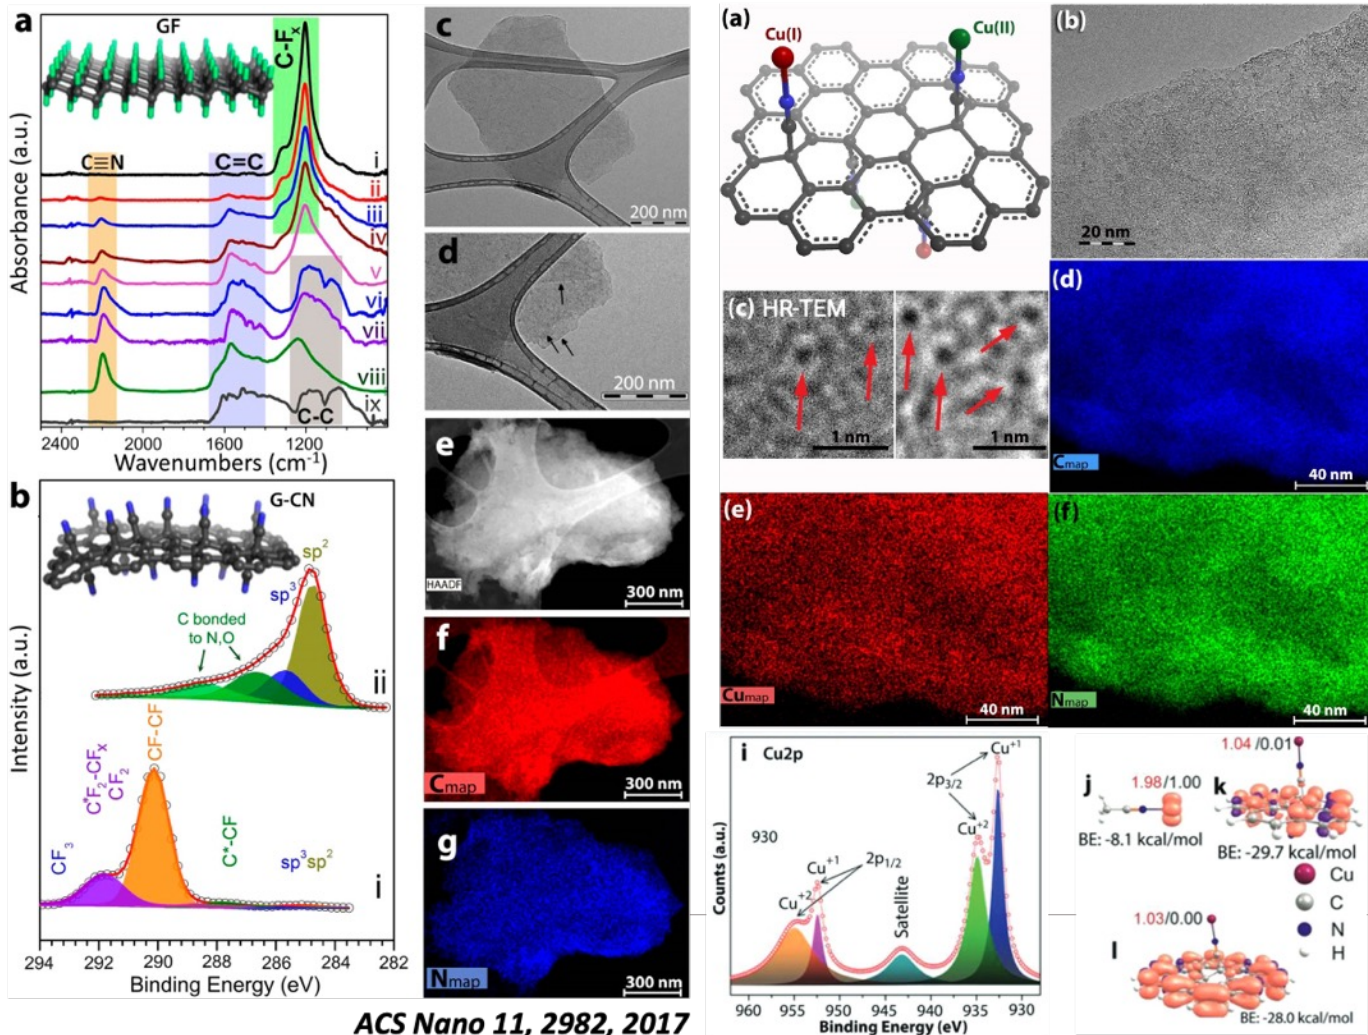 a
GF
C-Fx
C≡N
C=C
i
ii
iii
iv
v
vi
vii
viii
ix
C-C
Absorbance (a.u.)
2400
2000
1600
1200
Wavenumbers (cm⁻¹)
b
G-CN
sp²
sp³
C bonded
to N,O
ii
CF₃
C*F₂-CFx
CF₂
CF-CF
C*-CF
sp³sp²
i
Intensity (a.u.)
294
292
290
288
286
284
282
Binding Energy (eV)
c
200 nm
d
200 nm
e
HAADF
300 nm
f
Cmap
300 nm
g
Nmap
300 nm
ACS Nano 11, 2982, 2017
(a)
Cu(I)
Cu(II)
(b)
20 nm
(c) HR-TEM
1 nm
1 nm
(d)
Cmap
40 nm
(e)
Cumap
40 nm
(f)
Nmap
40 nm
i
Cu2p
930
Cu⁺¹
2p3/2
Cu⁺²
Cu⁺¹
2p1/2
Cu⁺²
Satellite
Counts (a.u.)
955
950
945
940
935
930
Binding Energy (eV)
j
1.98/1.00
BE: -8.1 kcal/mol
k
1.04 /0.01
BE: -29.7 kcal/mol
Cu
C
N
H
l
1.03/0.00
BE: -28.0 kcal/mol